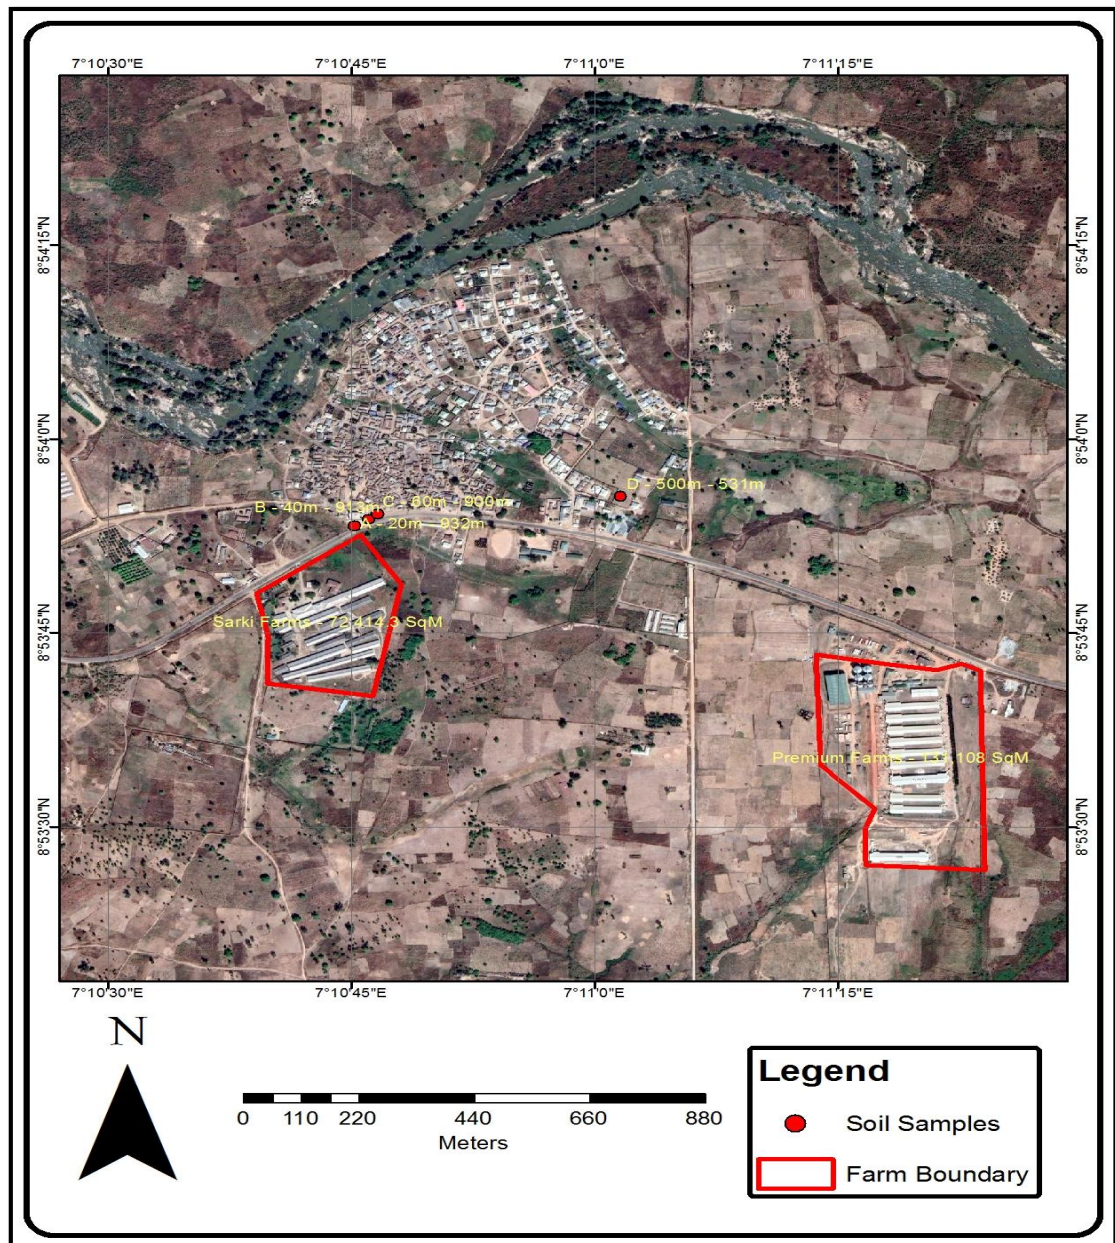 7°10'30"E 7°10'45"E 7°11'0"E 7°11'15"E
8°54'15"N 8°54'15"N
8°54'0"N 8°54'0"N
D - 500m - 531m
C - 60m - 900m
B - 40m - 913m
A - 20m - 932m
Sarki Farms - 72,414.3 SqM
8°53'45"N 8°53'45"N
Premium Farms - 131,108 SqM
8°53'30"N 8°53'30"N
7°10'30"E 7°10'45"E 7°11'0"E 7°11'15"E
N
0 110 220 440 660 880
Meters
Legend
Soil Samples
Farm Boundary